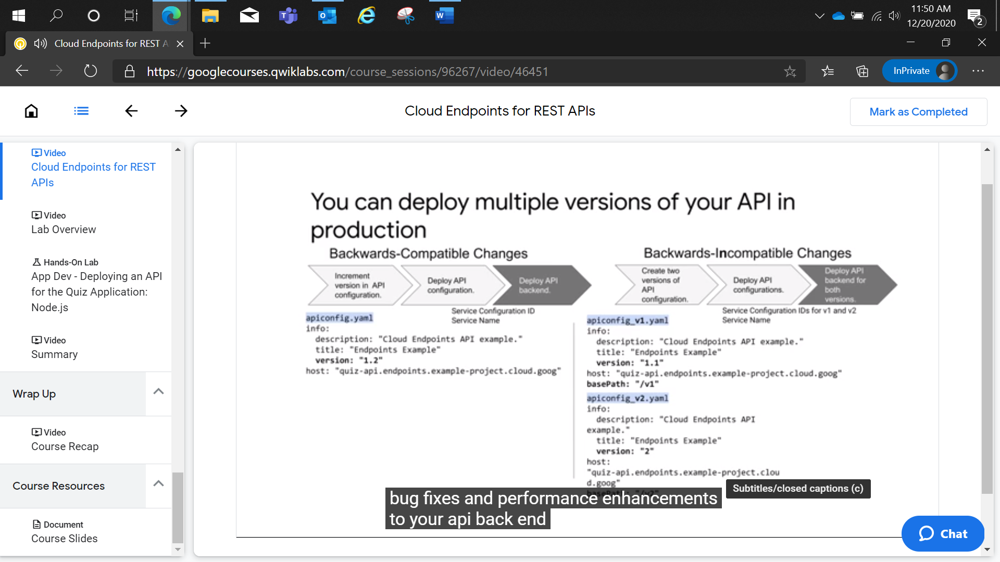 11:50 AM
12/20/2020
2
Cloud Endpoints for REST A
https://googlecourses.qwiklabs.com/course_sessions/96267/video/46451
InPrivate
Cloud Endpoints for REST APIs
Mark as Completed
Video
Cloud Endpoints for REST
APIs
Video
Lab Overview
Hands-On Lab
App Dev - Deploying an API
for the Quiz Application:
Node.js
Video
Summary
Wrap Up
Video
Course Recap
Course Resources
Document
Course Slides
You can deploy multiple versions of your API in
production
Backwards-Compatible Changes
Increment
version in API
configuration.
Deploy API
configuration.
Deploy API
backend.
Service Configuration ID
Service Name
apiconfig.yaml
info:
description: "Cloud Endpoints API example."
title: "Endpoints Example"
version: "1.2"
host: "quiz-api.endpoints.example-project.cloud.goog"
Backwards-Incompatible Changes
Create two
versions of
API
configuration.
Deploy API
configurations.
Deploy API
backend for
both
versions.
Service Configuration IDs for v1 and v2
Service Name
apiconfig_v1.yaml
info:
description: "Cloud Endpoints API example."
title: "Endpoints Example"
version: "1.1"
host: "quiz-api.endpoints.example-project.cloud.goog"
basePath: "/v1"
apiconfig_v2.yaml
info:
description: "Cloud Endpoints API
example."
title: "Endpoints Example"
version: "2"
host:
"quiz-api.endpoints.example-project.clou
d.goog"
basePath: "/v2"
Subtitles/closed captions (c)
bug fixes and performance enhancements
to your api back end
Chat